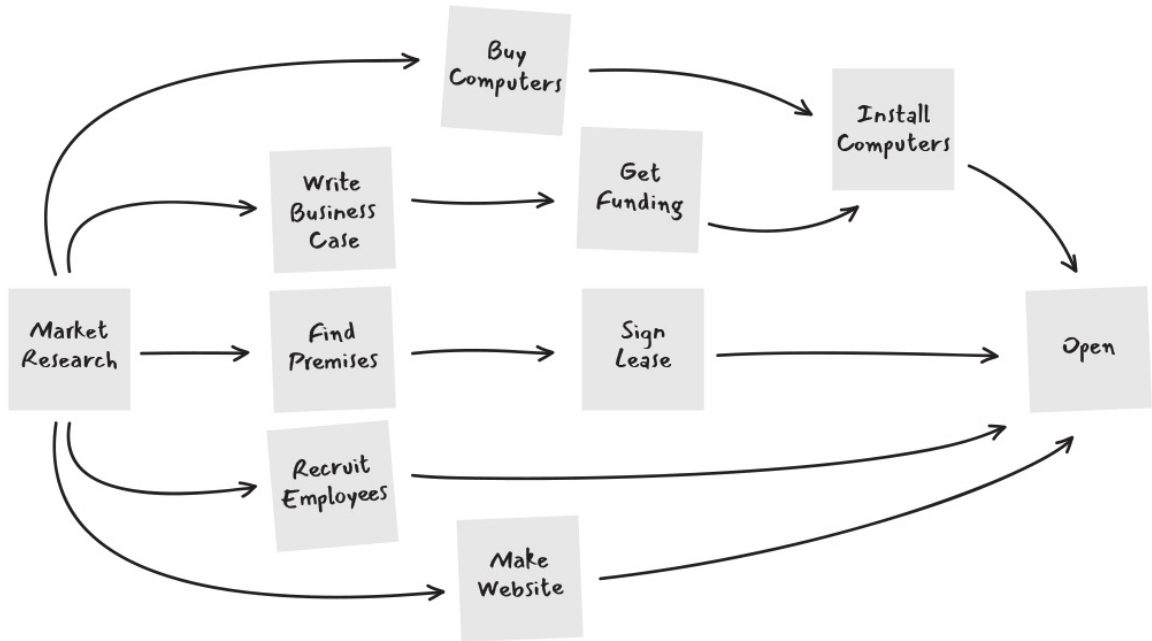 Buy
Computers
Install
Computers
Write
Business
Case
Get
Funding
Market
Research
Find
Premises
Sign
Lease
Open
Recruit
Employees
Make
Website